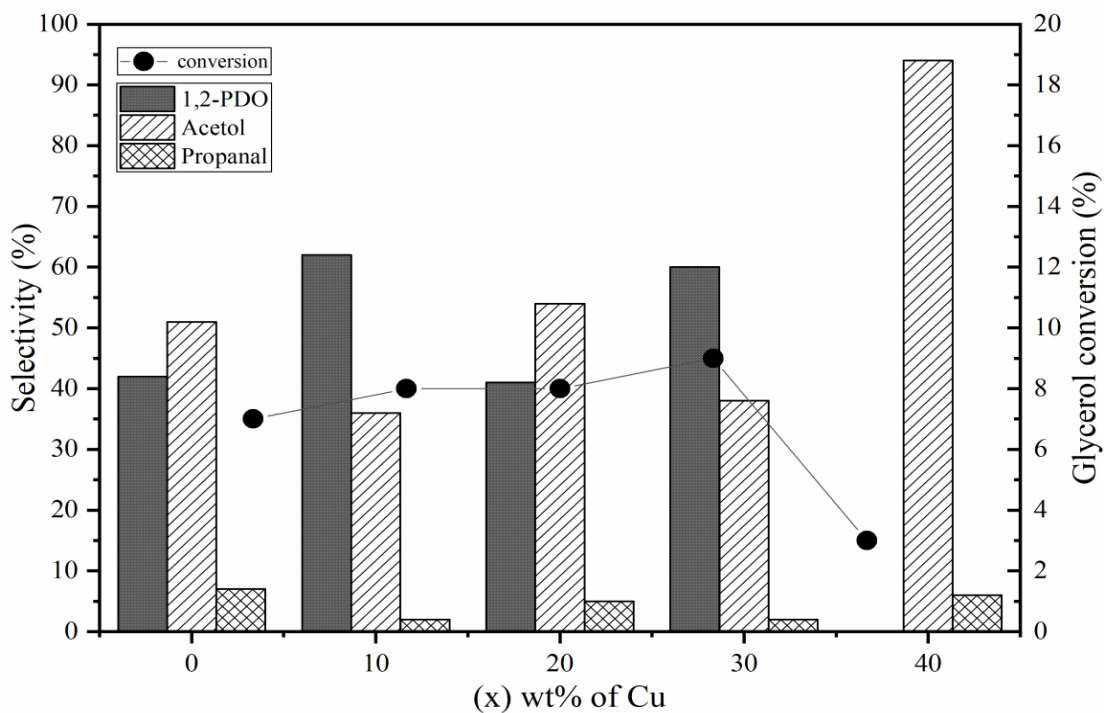 conversion
1,2-PDO
Acetol
Propanal
Selectivity (%)
100
90
80
70
60
50
40
30
20
10
0
Glycerol conversion (%)
20
18
16
14
12
10
8
6
4
2
0
0 10 20 30 40
(x) wt% of Cu